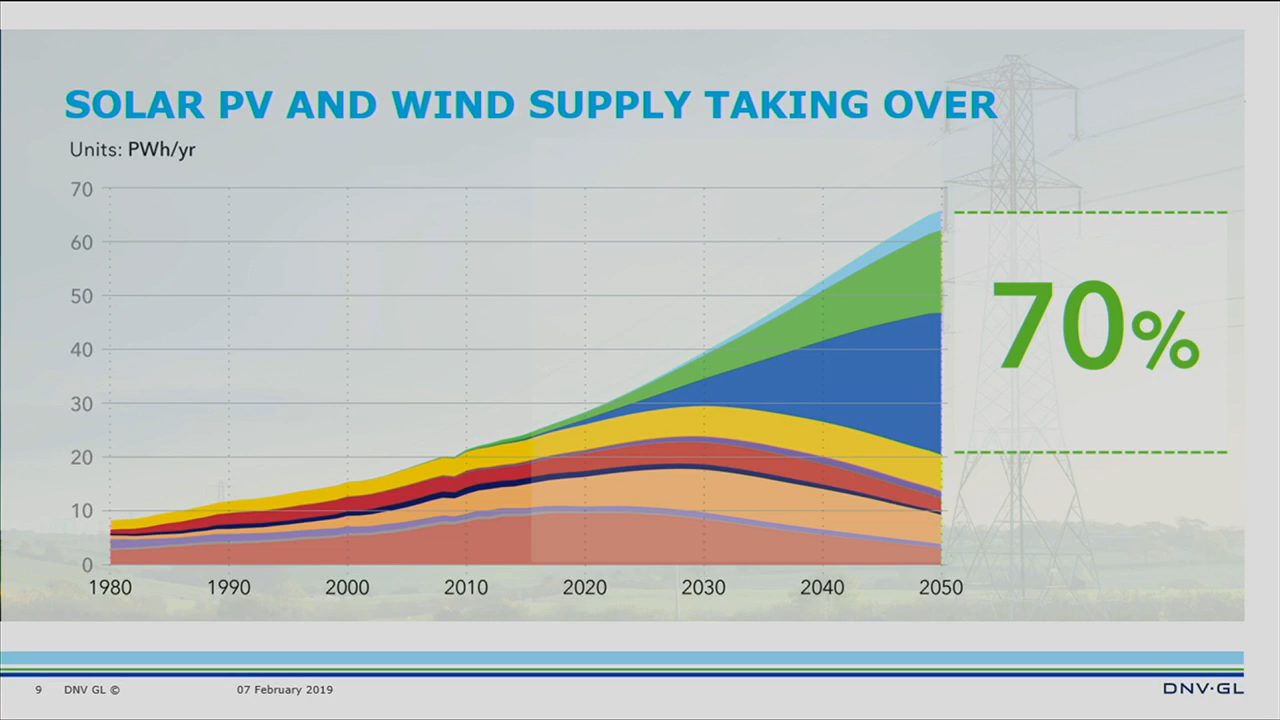 SOLAR PV AND WIND SUPPLY TAKING OVER
Units: PWh/yr
70
60
50
40
30
20
10
0
1980 1990 2000 2010 2020 2030 2040 2050
70%
9 DNV GL © 07 February 2019
DNV·GL